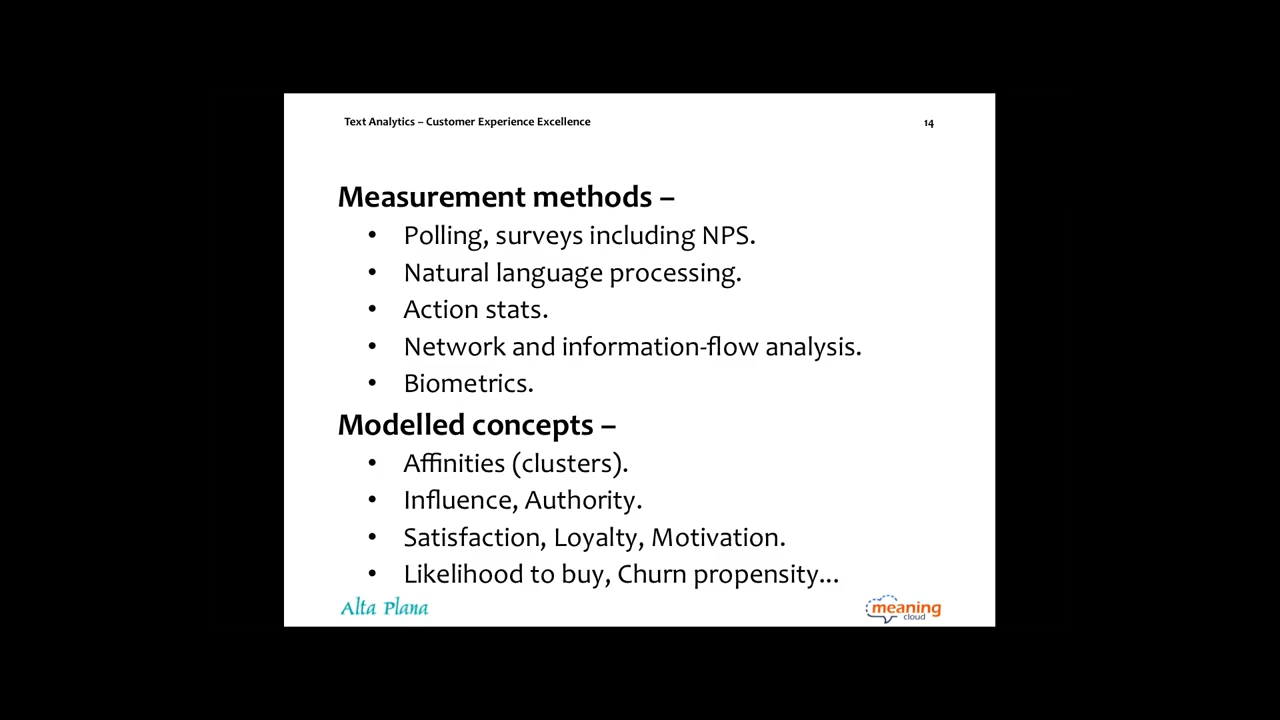 Text Analytics – Customer Experience Excellence 14
Measurement methods –
• Polling, surveys including NPS.
• Natural language processing.
• Action stats.
• Network and information-flow analysis.
• Biometrics.
Modelled concepts –
• Affinities (clusters).
• Influence, Authority.
• Satisfaction, Loyalty, Motivation.
• Likelihood to buy, Churn propensity...
Alta Plana
meaning
cloud